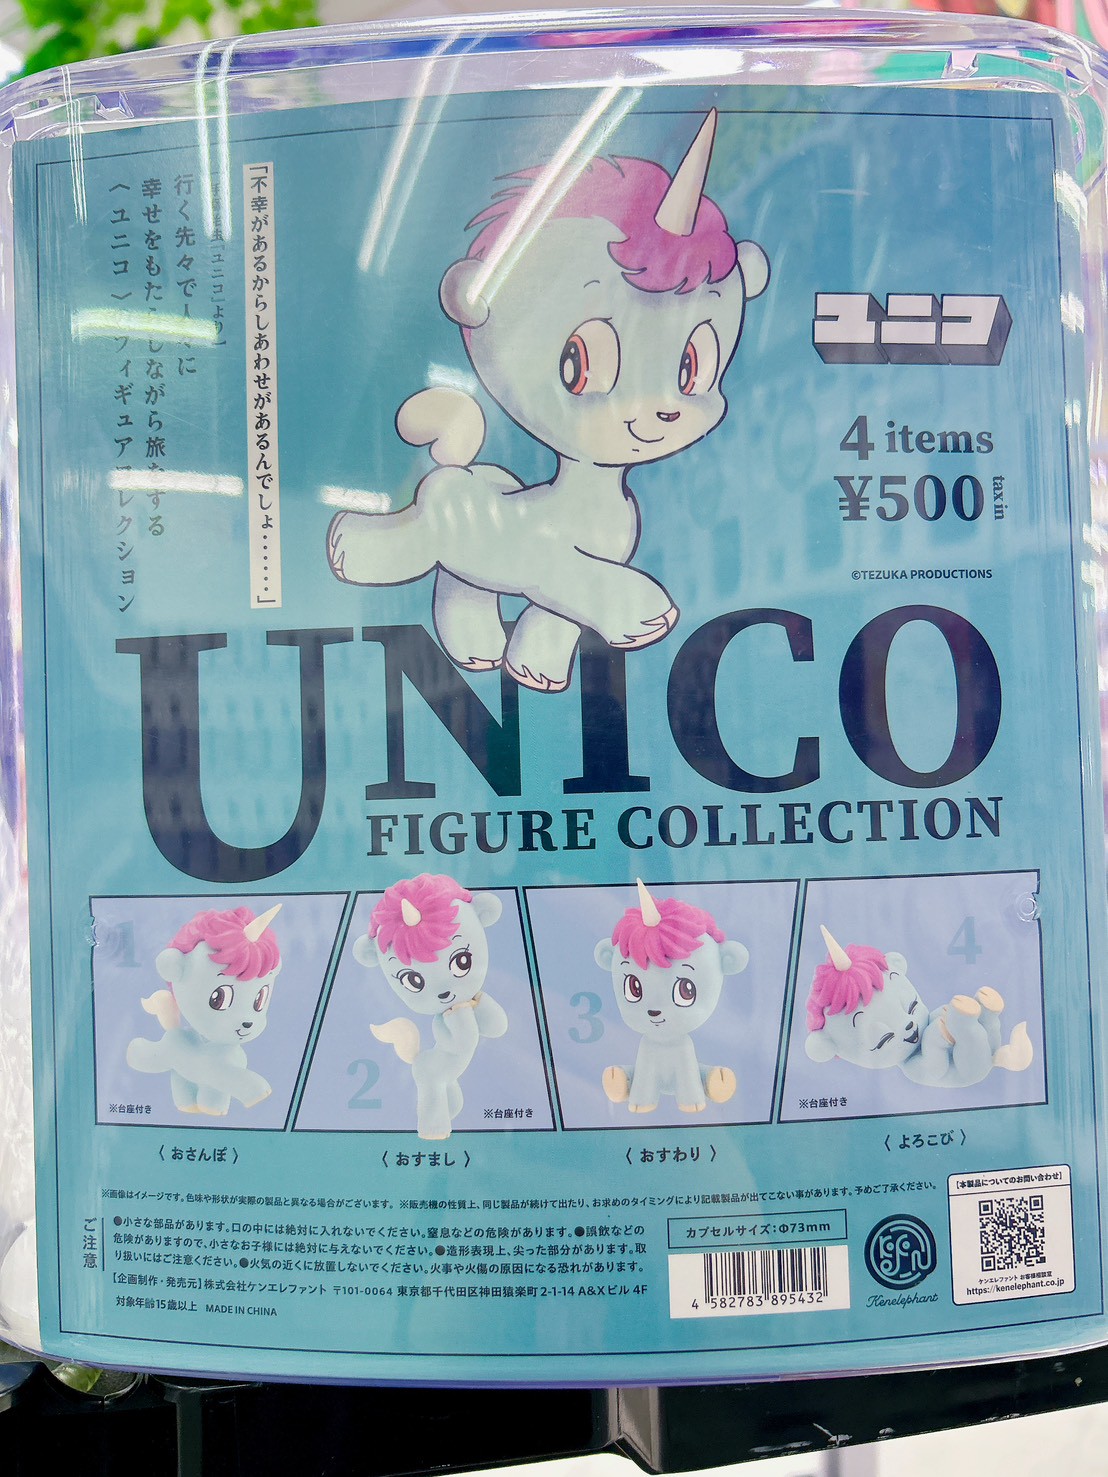 「不幸があるからしあわせがあるんでしょ・・・・・・」
「ユニコ」より
行く先々で人々に
幸せをもたらしながら旅をする
〈ユニコ〉のフィギュアコレクション
ユニコ
4 items
¥500 tax in
©TEZUKA PRODUCTIONS
UNICO
FIGURE COLLECTION
1
※台座付き
〈 おさんぽ 〉
2
※台座付き
〈 おすまし 〉
3
〈 おすわり 〉
4
※台座付き
〈 よろこび 〉
※画像はイメージです。色味や形状が実際の製品と異なる場合がございます。 ※販売機の性質上、同じ製品が続けて出たり、お求めのタイミングにより記載製品が出てこない事があります。予めご了承ください。
ご注意
●小さな部品があります。口の中には絶対に入れないでください。窒息などの危険があります。●誤飲などの
危険がありますので、小さなお子様には絶対に与えないでください。●造形表現上、尖った部分があります。取
り扱いにはご注意ください。●火気の近くに放置しないでください。火事や火傷の原因になる恐れがあります。
【企画制作・発売元】株式会社ケンエレファント 〒101-0064 東京都千代田区神田猿楽町 2-1-14 A&Xビル 4F
対象年齢15歳以上 MADE IN CHINA
カプセルサイズ：Φ73mm
4 582783 895432
Kenelephant
【本製品についてのお問い合わせ】
ケンエレファント お客様相談室
https://kenelephant.co.jp